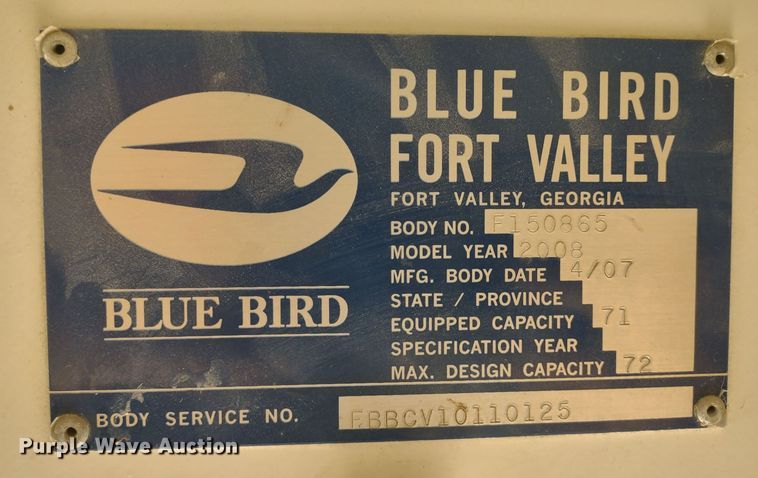 BLUE BIRD
FORT VALLEY
FORT VALLEY, GEORGIA
BODY NO. F150865
MODEL YEAR 2008
MFG. BODY DATE 4/07
STATE / PROVINCE
EQUIPPED CAPACITY 71
SPECIFICATION YEAR
MAX. DESIGN CAPACITY 72
BLUE BIRD
BODY SERVICE NO. FBBCV10110125
Purple Wave Auction